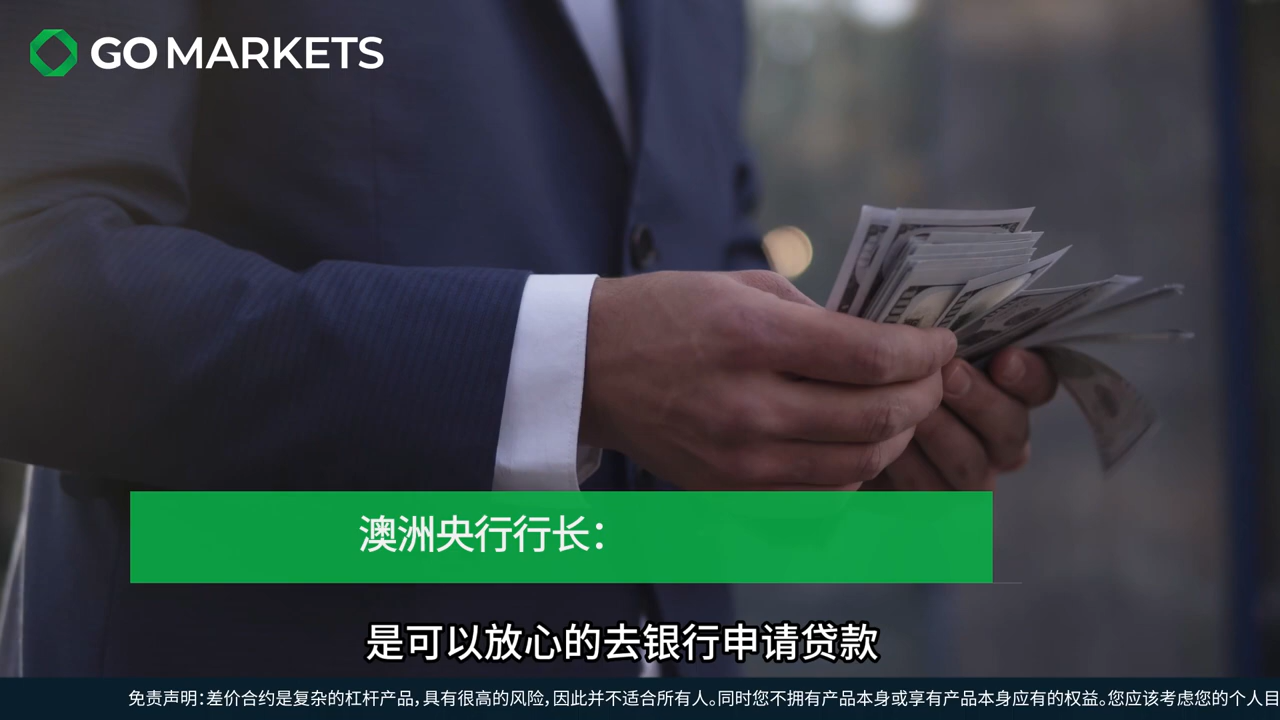 GO MARKETS
澳洲央行行长：
是可以放心的去银行申请贷款
免责声明：差价合约是复杂的杠杆产品，具有很高的风险，因此并不适合所有人。同时您不拥有产品本身或享有产品本身应有的权益。您应该考虑您的个人目